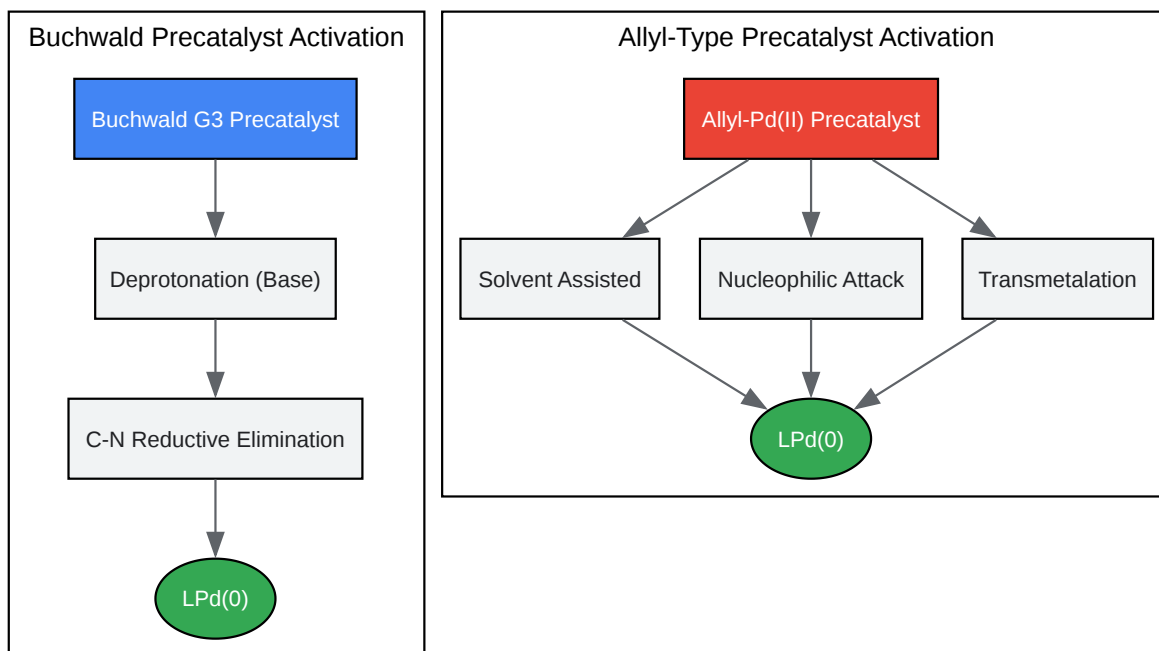 Buchwald Precatalyst Activation
Buchwald G3 Precatalyst
Deprotonation (Base)
C-N Reductive Elimination
LPd(0)
Allyl-Type Precatalyst Activation
Allyl-Pd(II) Precatalyst
Solvent Assisted
Nucleophilic Attack
Transmetalation
LPd(0)